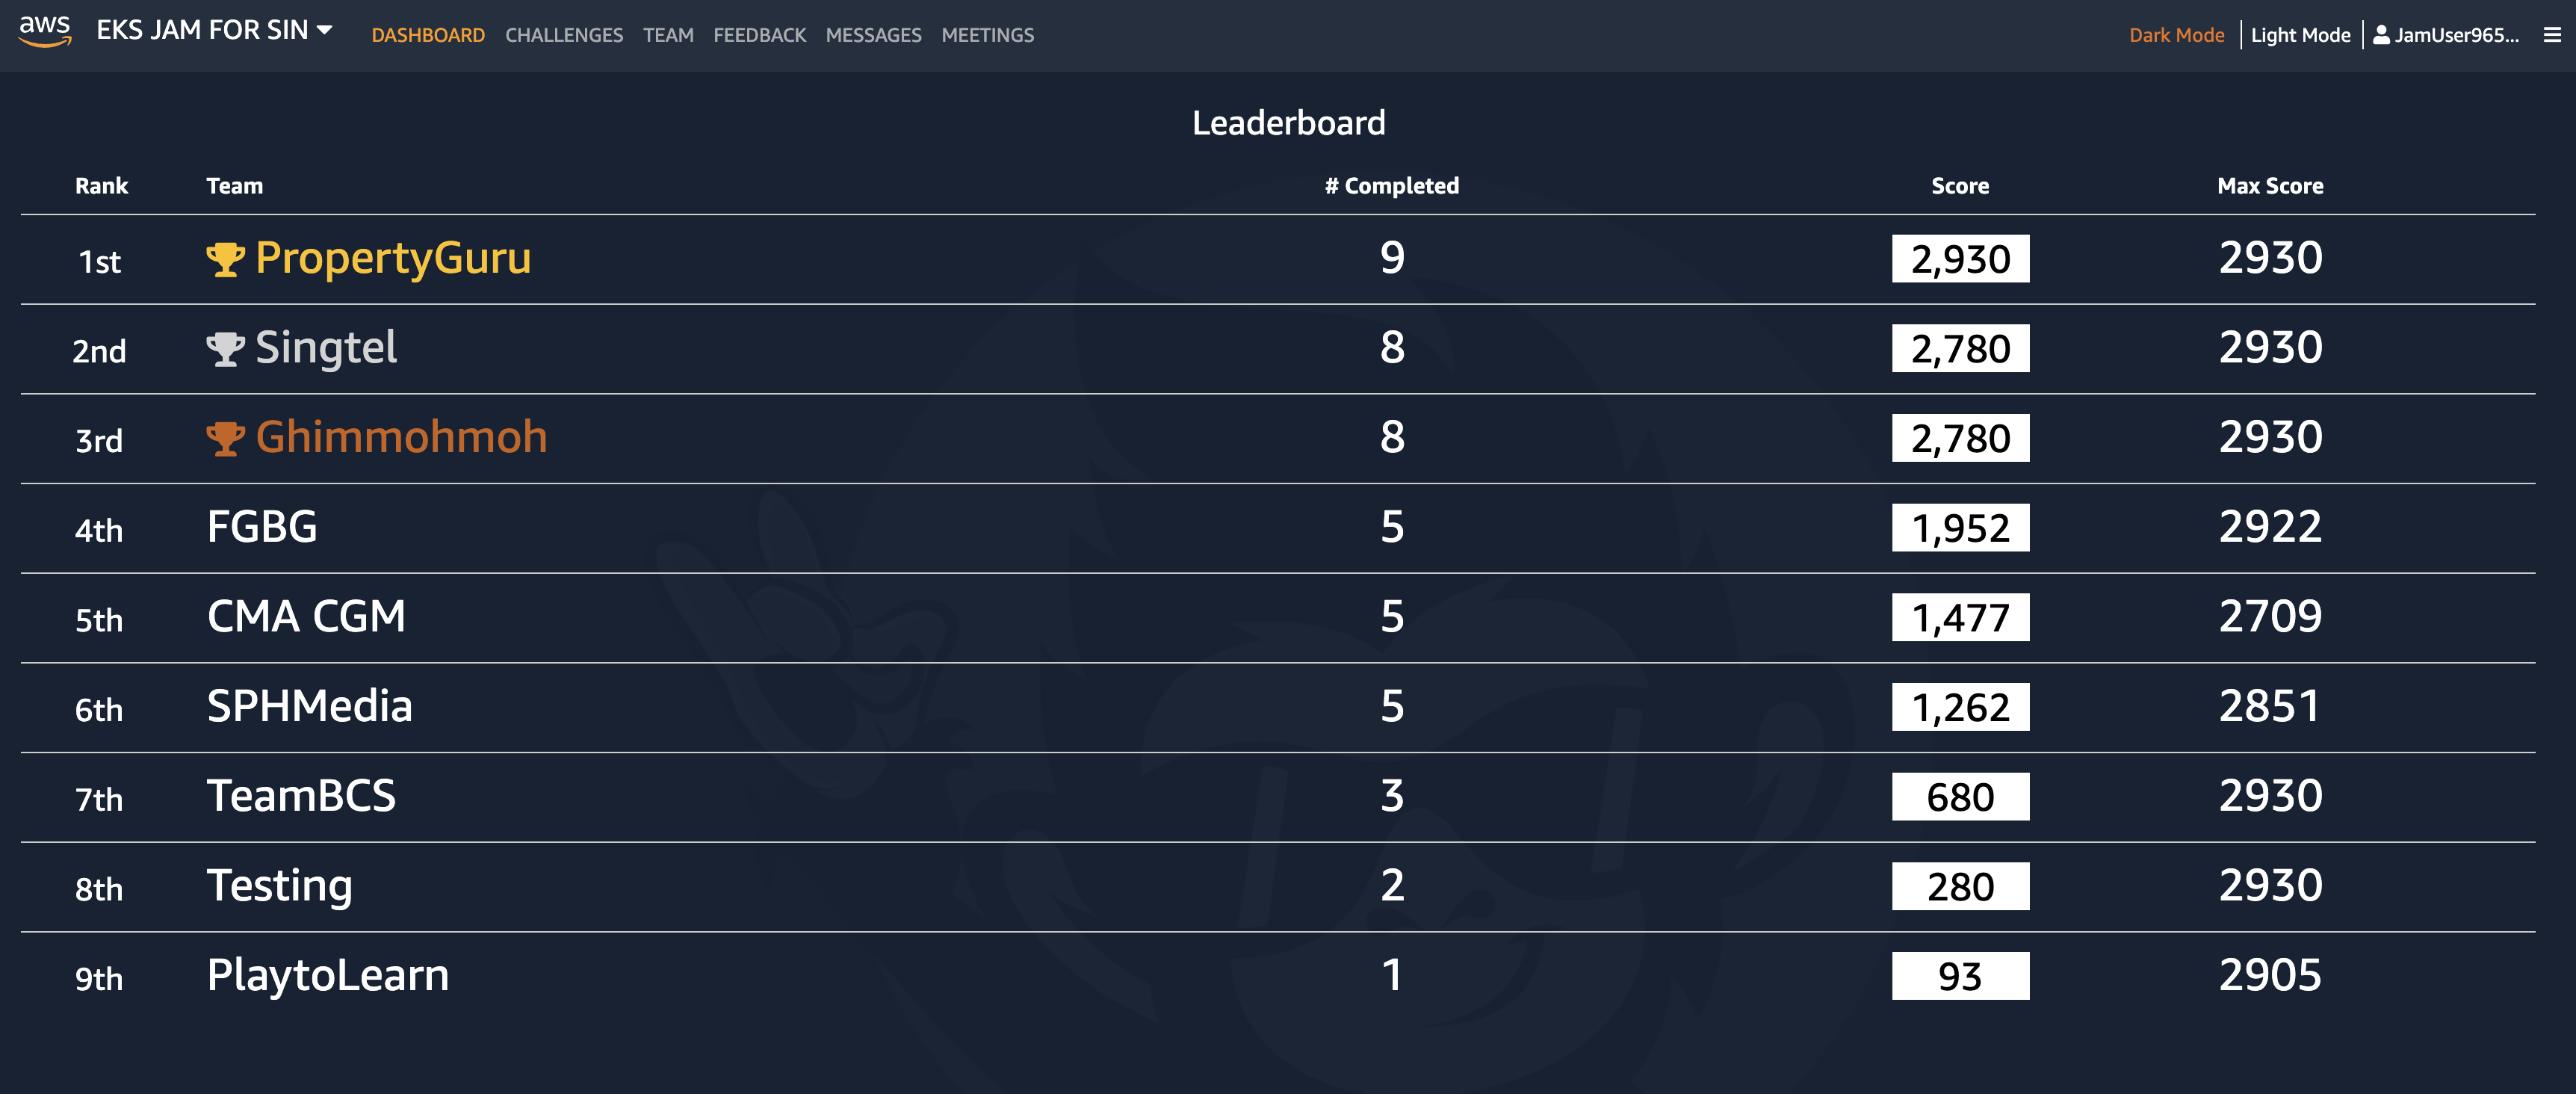 aws EKS JAM FOR SIN DASHBOARD CHALLENGES TEAM FEEDBACK MESSAGES MEETINGS Dark Mode Light Mode JamUser965...
Leaderboard
Rank Team # Completed Score Max Score
1st PropertyGuru 9 2,930 2930
2nd Singtel 8 2,780 2930
3rd Ghimmohmoh 8 2,780 2930
4th FGBG 5 1,952 2922
5th CMA CGM 5 1,477 2709
6th SPHMedia 5 1,262 2851
7th TeamBCS 3 680 2930
8th Testing 2 280 2930
9th PlaytoLearn 1 93 2905